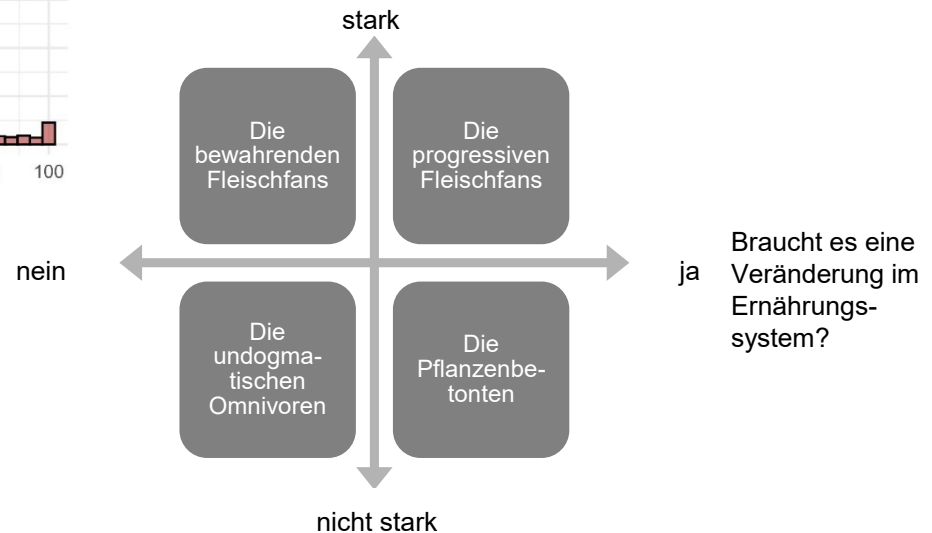 stark
Die
bewahrenden
Fleischfans
Die
progressiven
Fleischfans
100
nein
ja
Braucht es eine
Veränderung im
Ernährungs-
system?
Die
undogma-
tischen
Omnivoren
Die
Pflanzenbe-
tonten
nicht stark